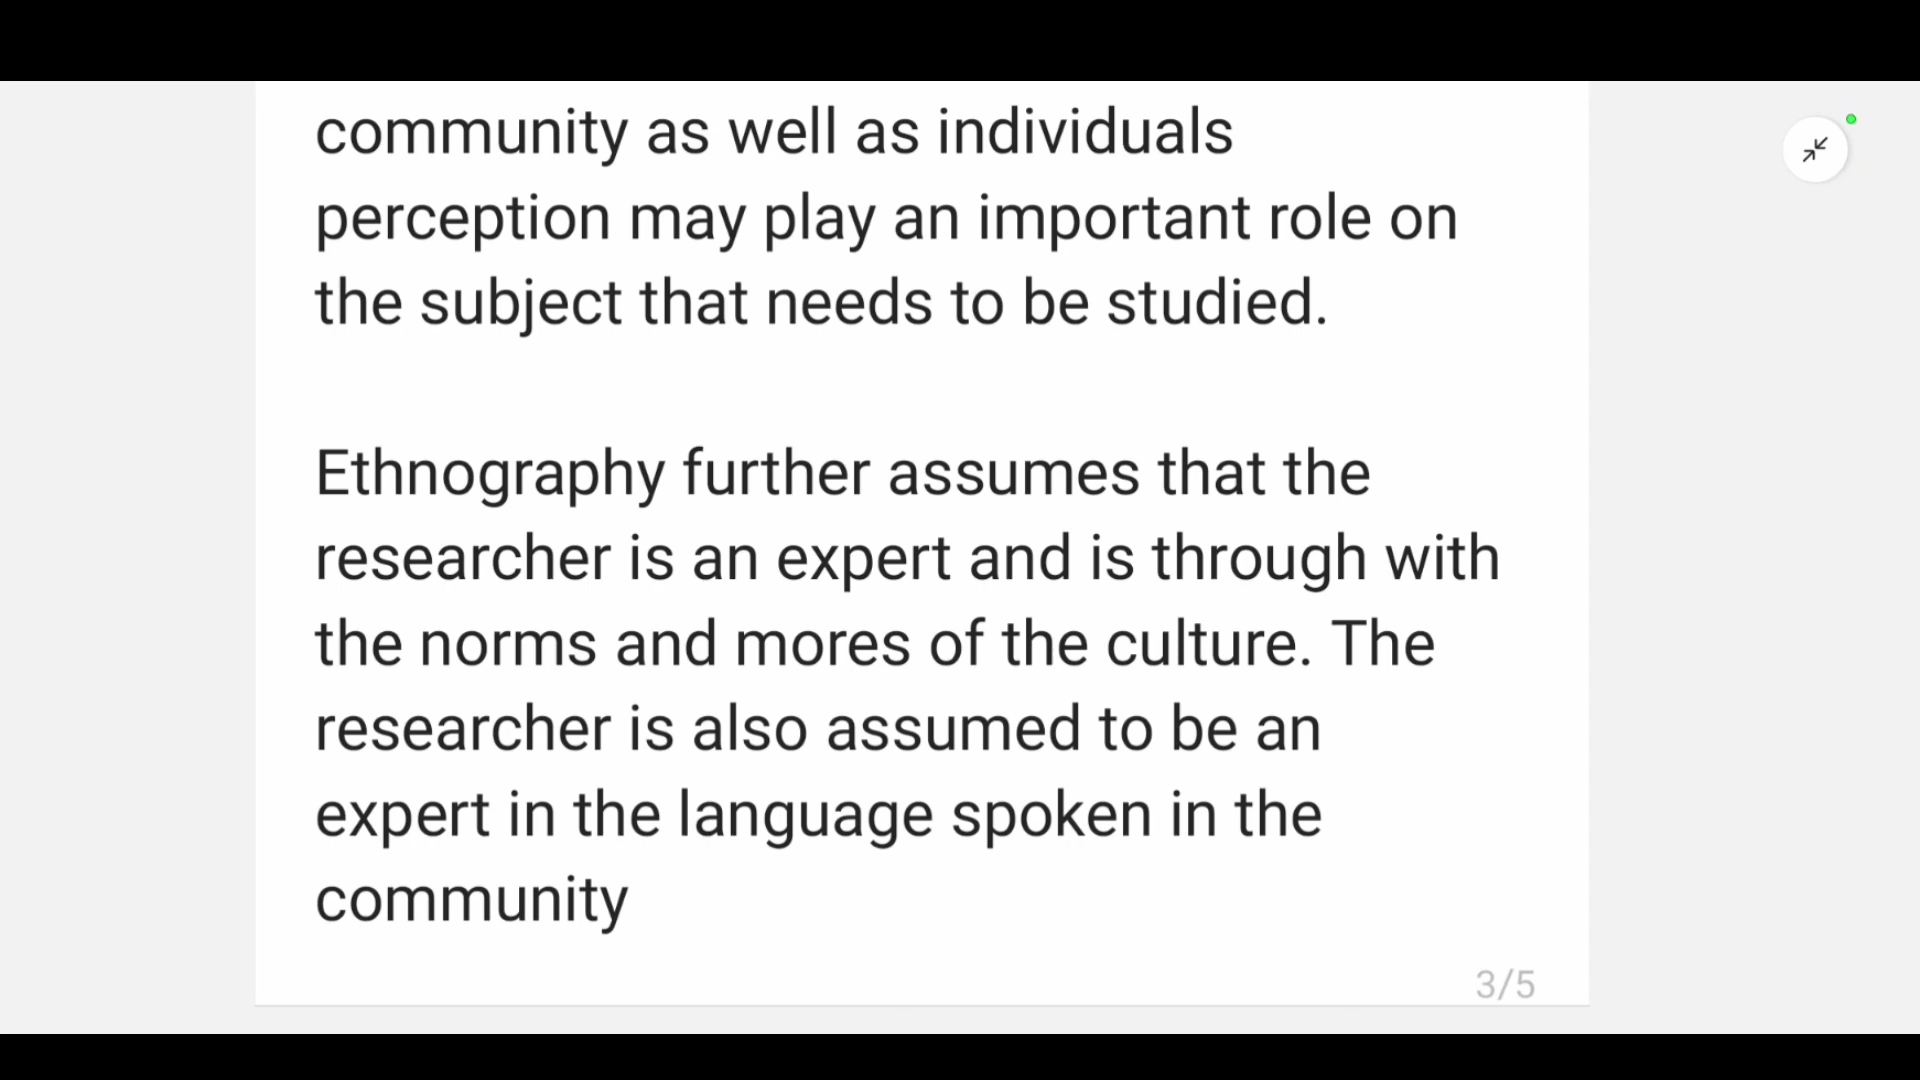 community as well as individuals
perception may play an important role on
the subject that needs to be studied.
Ethnography further assumes that the
researcher is an expert and is through with
the norms and mores of the culture. The
researcher is also assumed to be an
expert in the language spoken in the
community
3/5